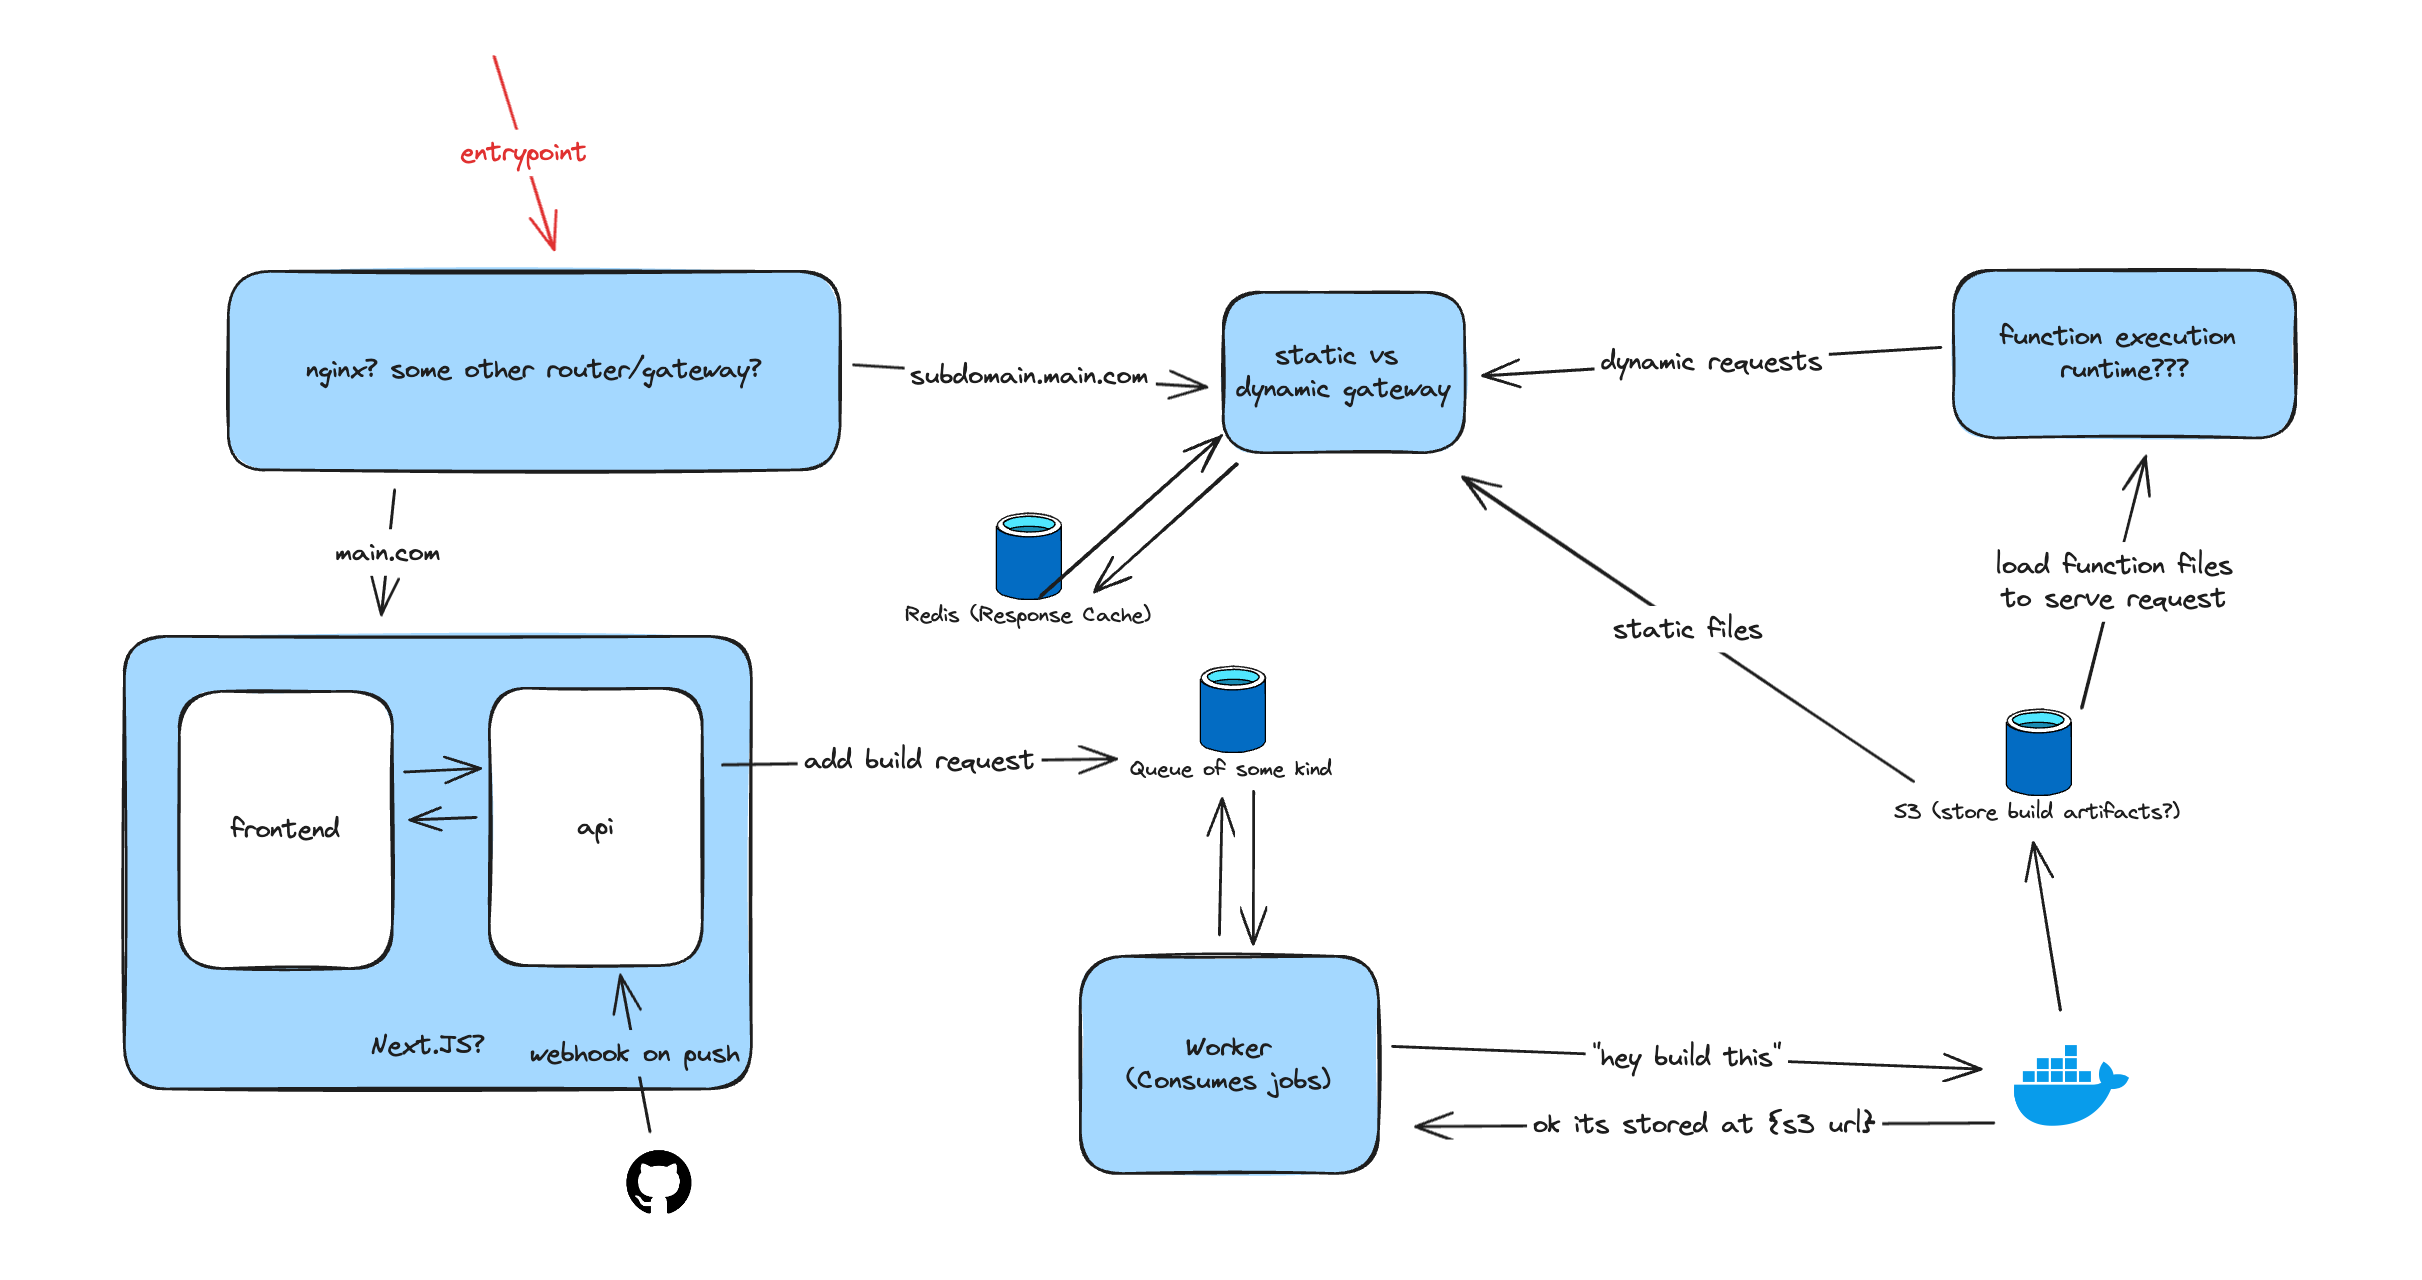 entrypoint
nginx? some other router/gateway?
subdomain.main.com
static vs
dynamic gateway
dynamic requests
function execution
runtime???
main.com
Redis (Response Cache)
load function files
to serve request
static files
frontend
api
add build request
Queue of some kind
S3 (store build artifacts?)
Next.JS?
webhook on push
Worker
(Consumes jobs)
"hey build this"
ok its stored at {s3 url}